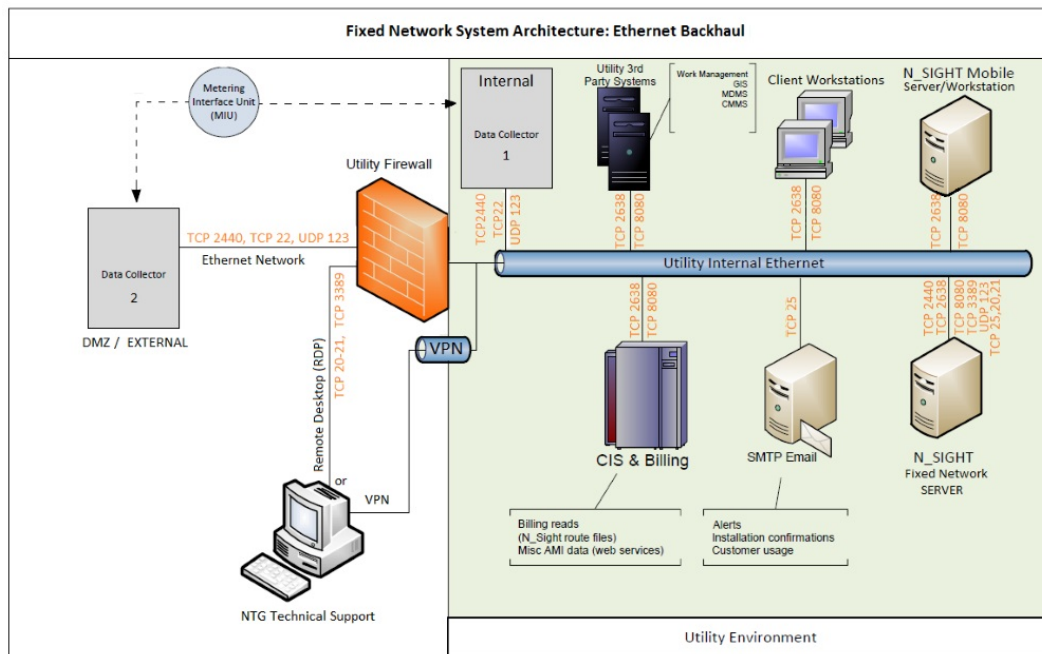 Fixed Network System Architecture: Ethernet Backhaul
Metering
Interface Unit
(MIU)
Internal
Data Collector
1
TCP2440
TCP22
UDP 123
Utility 3rd
Party Systems
Work Management
GIS
MDMS
CMMS
TCP 2638
TCP 8080
Client Workstations
TCP 2638
TCP 8080
N_SIGHT Mobile
Server/Workstation
TCP 2638
TCP 8080
Utility Firewall
TCP 2440, TCP 22, UDP 123
Ethernet Network
Data Collector
2
DMZ / EXTERNAL
Utility Internal Ethernet
VPN
Remote Desktop (RDP)
TCP 20-21, TCP 3389
or
VPN
NTG Technical Support
TCP 2638
TCP 8080
CIS & Billing
Billing reads
(N_Sight route files)
Misc AMI data (web services)
TCP 25
SMTP Email
Alerts
Installation confirmations
Customer usage
TCP 2440
TCP 2638
TCP 8080
TCP 3389
UDP 123
TCP 25,20,21
N_SIGHT
Fixed Network
SERVER
Utility Environment